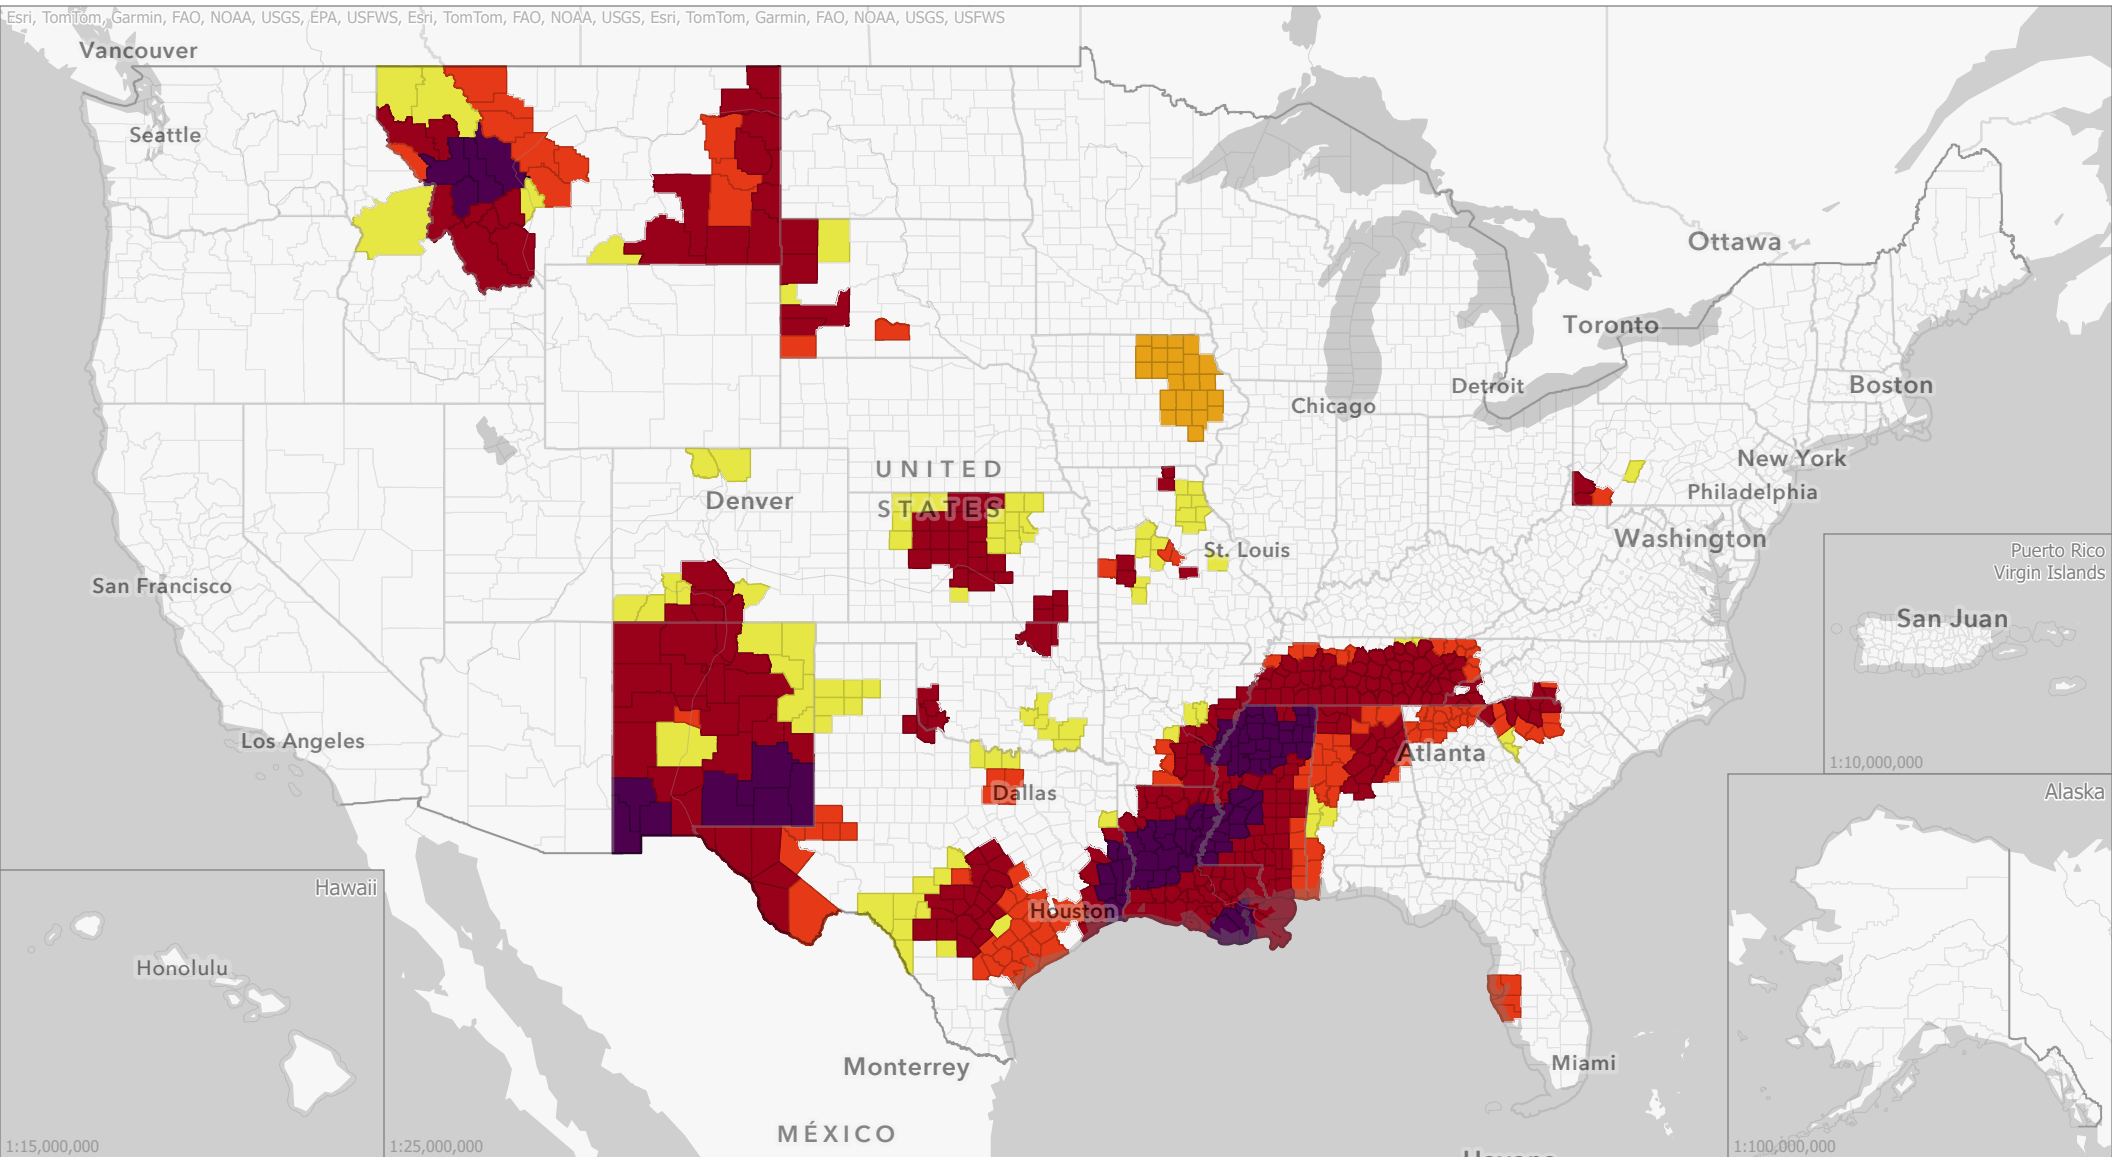 Esri, TomTom, Garmin, FAO, NOAA, USGS, EPA, USFWS, Esri, TomTom, FAO, NOAA, USGS, Esri, TomTom, Garmin, FAO, NOAA, USGS, USFWS
Vancouver
Seattle
Ottawa
Toronto
Boston
Detroit
Chicago
New York
UNITED
STATES
Denver
Philadelphia
Washington
St. Louis
San Francisco
Puerto Rico
Virgin Islands
San Juan
Los Angeles
Atlanta
1:10,000,000
Dallas
Alaska
Hawaii
Houston
Honolulu
Monterrey
Miami
MÉXICO
1:15,000,000
1:25,000,000
1:100,000,000